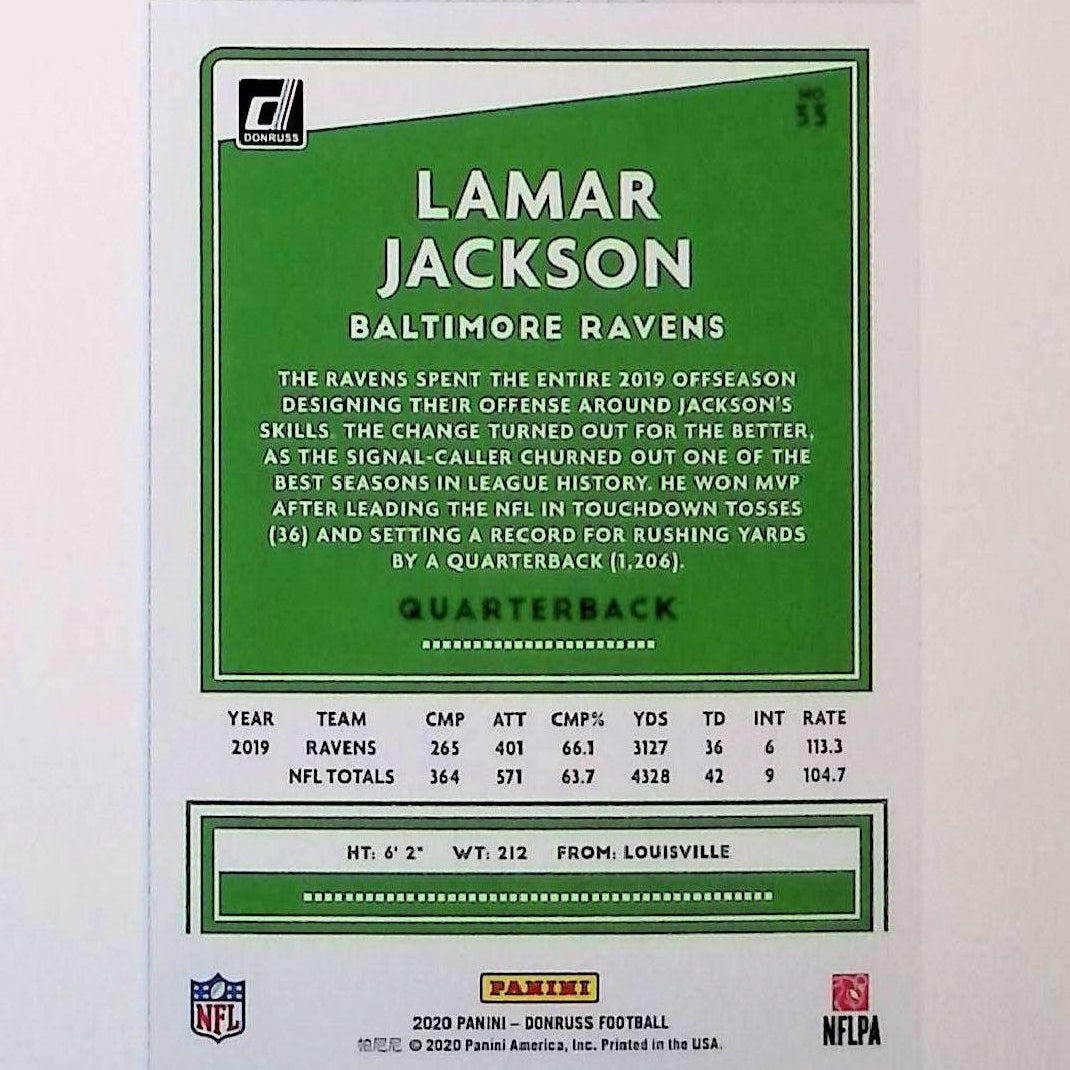 DONRUSS
NO
LAMAR
JACKSON
BALTIMORE RAVENS
THE RAVENS SPENT THE ENTIRE 2019 OFFSEASON
DESIGNING THEIR OFFENSE AROUND JACKSON'S
SKILLS. THE CHANGE TURNED OUT FOR THE BETTER,
AS THE SIGNAL-CALLER CHURNED OUT ONE OF THE
BEST SEASONS IN LEAGUE HISTORY. HE WON MVP
AFTER LEADING THE NFL IN TOUCHDOWN TOSSES
(36) AND SETTING A RECORD FOR RUSHING YARDS
BY A QUARTERBACK (1,206).
QUARTERBACK
YEAR TEAM CMP ATT CMP% YDS TD INT RATE
2019 RAVENS 265 401 66.1 3127 36 6 113.3
NFL TOTALS 364 571 63.7 4328 42 9 104.7
HT: 6' 2" WT: 212 FROM: LOUISVILLE
NFL
PANINI
2020 PANINI – DONRUSS FOOTBALL
帕尼尼 © 2020 Panini America, Inc. Printed in the USA.
NFLPA